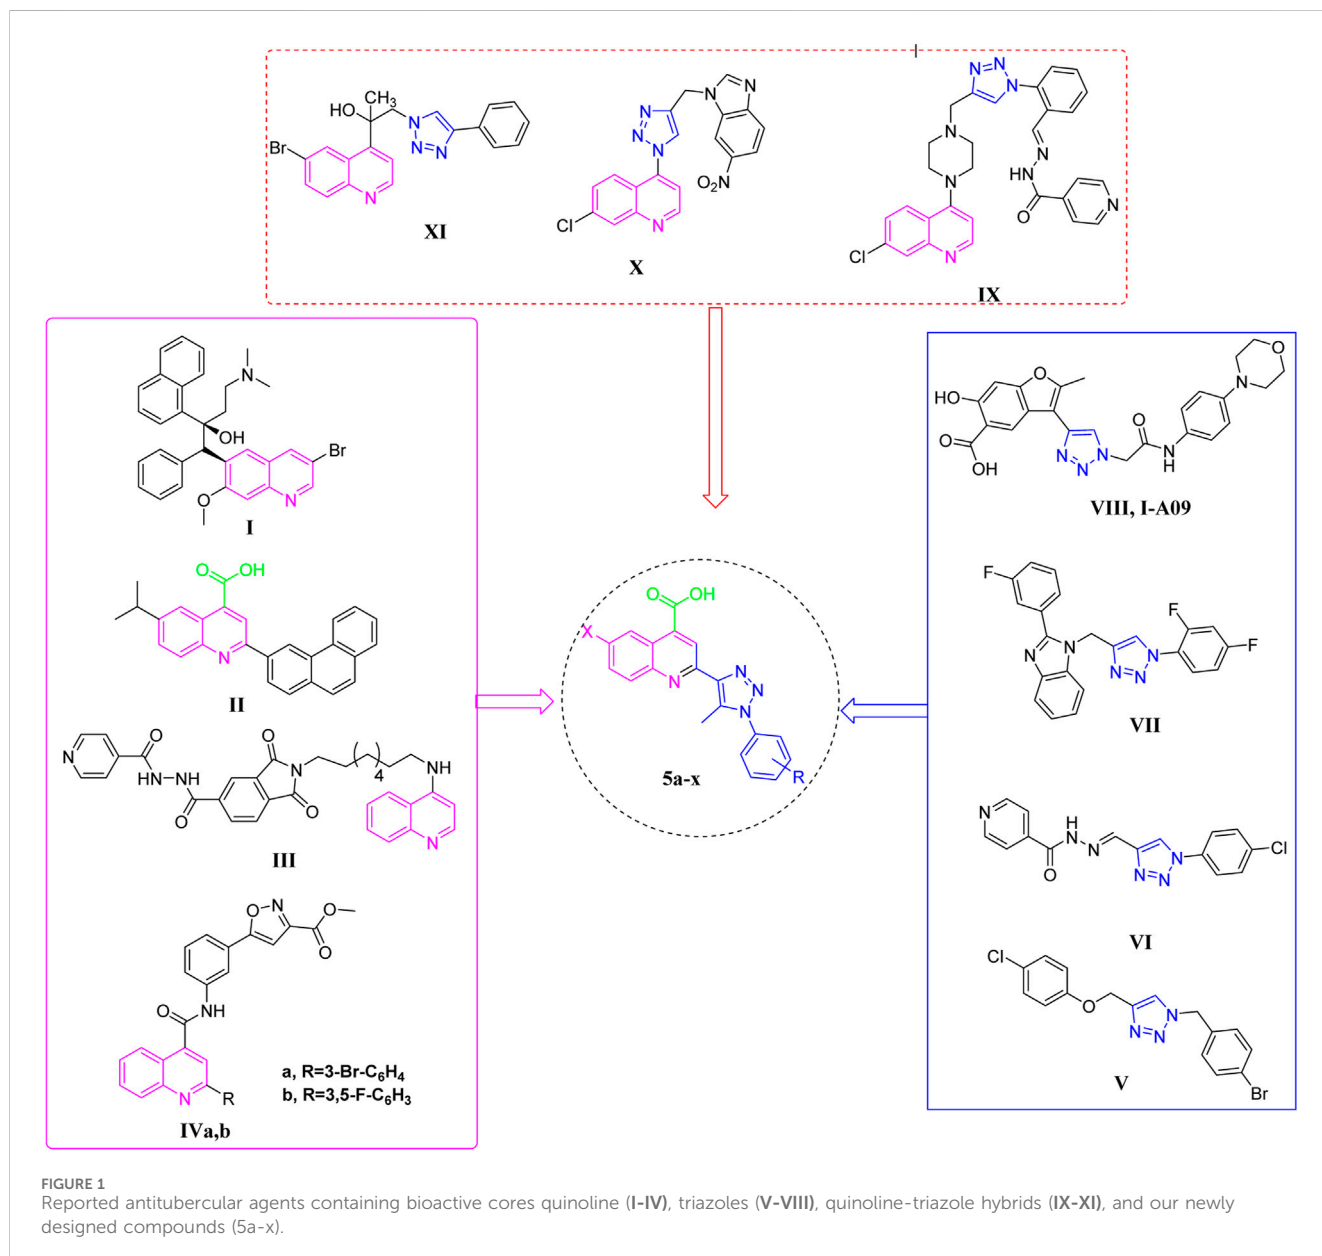 CH3
HO
N
N
N
Br
N
XI
N
N
N
N
N
O2N
Cl
N
X
N
N
N
N
N
N
HN
O
N
Cl
N
IX
N
OH
Br
O
N
I
O
OH
N
II
N
O
NH
NH
O
O
N
O
4
NH
N
III
O
N
O
O
O
NH
N
R
a, R=3-Br-C6H4
b, R=3,5-F-C6H3
IVa,b
O
OH
X
N
N
N
N
R
5a-x
O
N
O
HO
O
OH
N
N
N
O
N
H
VIII, I-A09
F
N
N
N
N
N
F
F
VII
N
O
H
N
N
N
N
N
Cl
VI
Cl
O
N
N
N
Br
V
FIGURE 1
Reported antitubercular agents containing bioactive cores quinoline (I-IV), triazoles (V-VIII), quinoline-triazole hybrids (IX-XI), and our newly
designed compounds (5a-x).